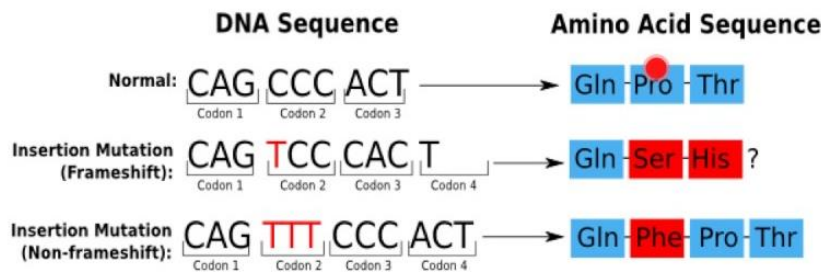 DNA Sequence Amino Acid Sequence
Normal: CAG CCC ACT Gln Pro Thr
Codon 1 Codon 2 Codon 3
Insertion Mutation
(Frameshift): CAG TCC CAC T Gln Ser His ?
Codon 1 Codon 2 Codon 3 Codon 4
Insertion Mutation
(Non-frameshift): CAG TTT CCC ACT Gln Phe Pro Thr
Codon 1 Codon 2 Codon 3 Codon 4